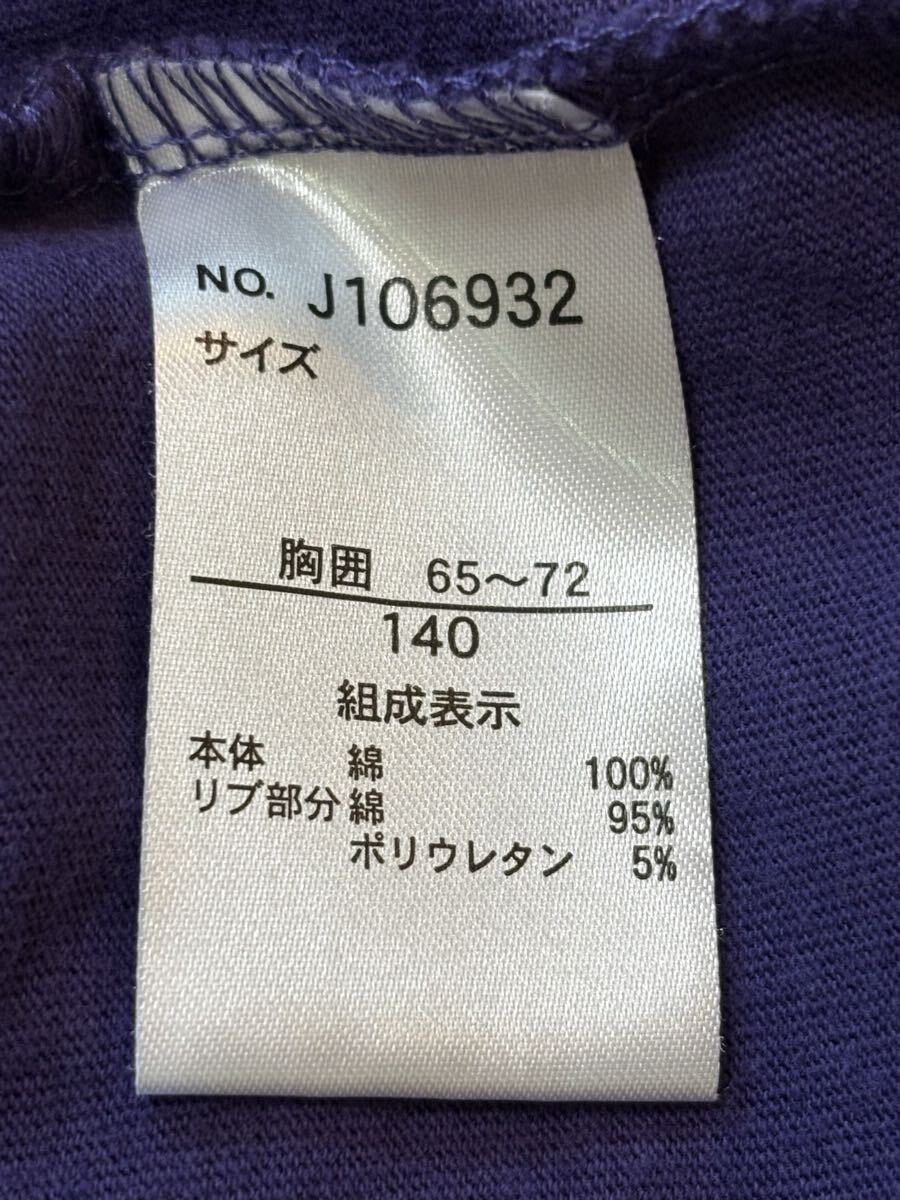 NO. J106932
サイズ
胸囲 65〜72
140
組成表示
本体 綿 100%
リブ部分 綿 95%
ポリウレタン 5%